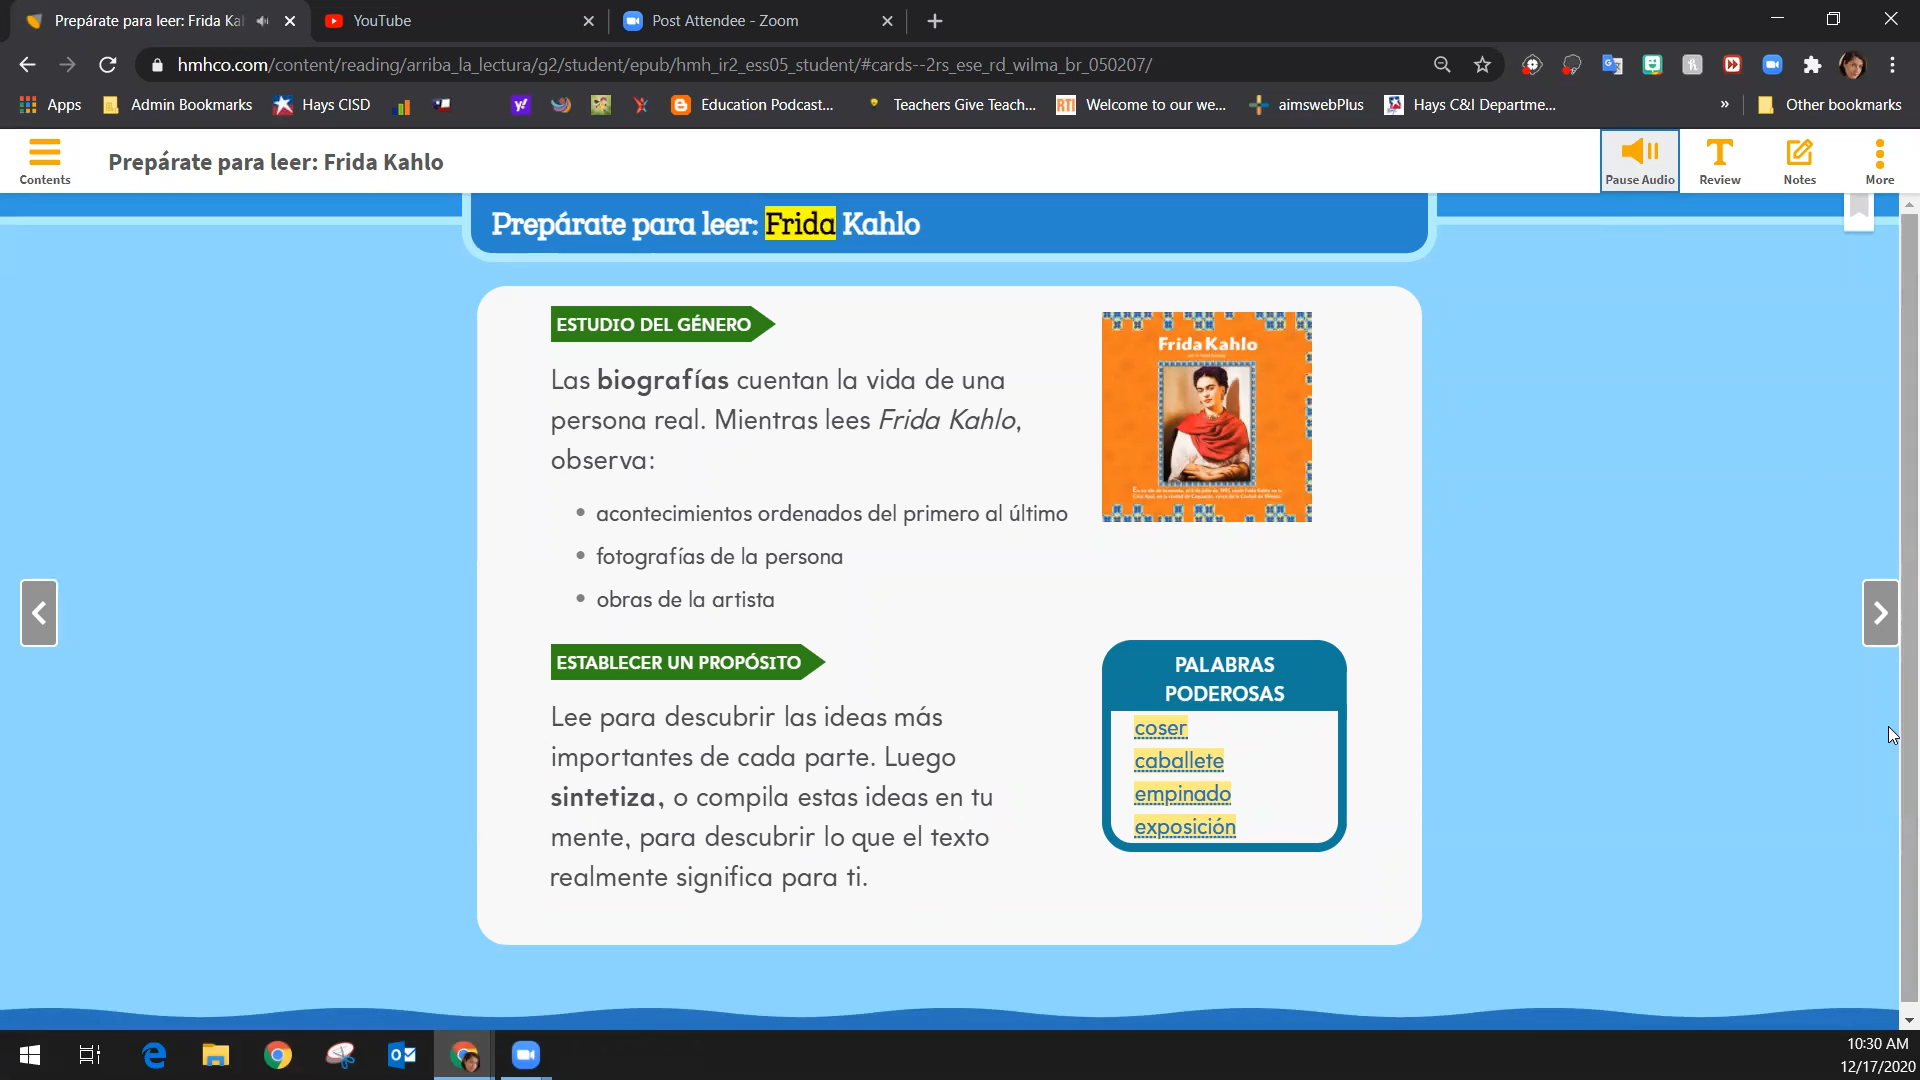 Prepárate para leer: Frida Kal
YouTube
Post Attendee - Zoom
hmhco.com/content/reading/arriba_la_lectura/g2/student/epub/hmh_ir2_ess05_student/#cards--2rs_ese_rd_wilma_br_050207/
Apps
Admin Bookmarks
Hays CISD
Education Podcast...
Teachers Give Teach...
RTI
Welcome to our we...
aimswebPlus
Hays C&I Departme...
»
Other bookmarks
Contents
Prepárate para leer: Frida Kahlo
Pause Audio
Review
Notes
More
Prepárate para leer: Frida Kahlo
ESTUDIO DEL GÉNERO
Las biografías cuentan la vida de una
persona real. Mientras lees Frida Kahlo,
observa:
• acontecimientos ordenados del primero al último
• fotografías de la persona
• obras de la artista
Frida Kahlo
ESTABLECER UN PROPÓSITO
Lee para descubrir las ideas más
importantes de cada parte. Luego
sintetiza, o compila estas ideas en tu
mente, para descubrir lo que el texto
realmente significa para ti.
PALABRAS
PODEROSAS
coser
caballete
empinado
exposición
10:30 AM
12/17/2020